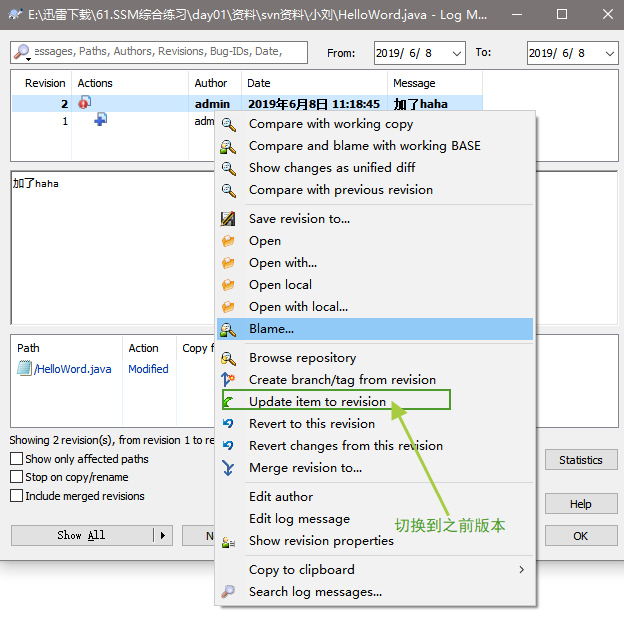 E:\迅雷下载\61.SSM综合练习\day01\资料\svn资料\小刘\HelloWord.java - Log M...
essages, Paths, Authors, Revisions, Bug-IDs, Date,
From: 2019/ 6/ 8 To: 2019/ 6/ 8
Revision Actions Author Date Message
2 admin 2019年6月8日 11:18:45 加了haha
1 adm
加了haha
Path Action Copy f
/HelloWord.java Modified
Showing 2 revision(s), from revision 1 to re
Show only affected paths
Stop on copy/rename
Include merged revisions
Show All N
Statistics
Help
OK
Compare with working copy
Compare and blame with working BASE
Show changes as unified diff
Compare with previous revision
Save revision to...
Open
Open with...
Open local
Open with local...
Blame...
Browse repository
Create branch/tag from revision
Update item to revision
Revert to this revision
Revert changes from this revision
Merge revision to...
Edit author
Edit log message
Show revision properties
Copy to clipboard
Search log messages...
切换到之前版本